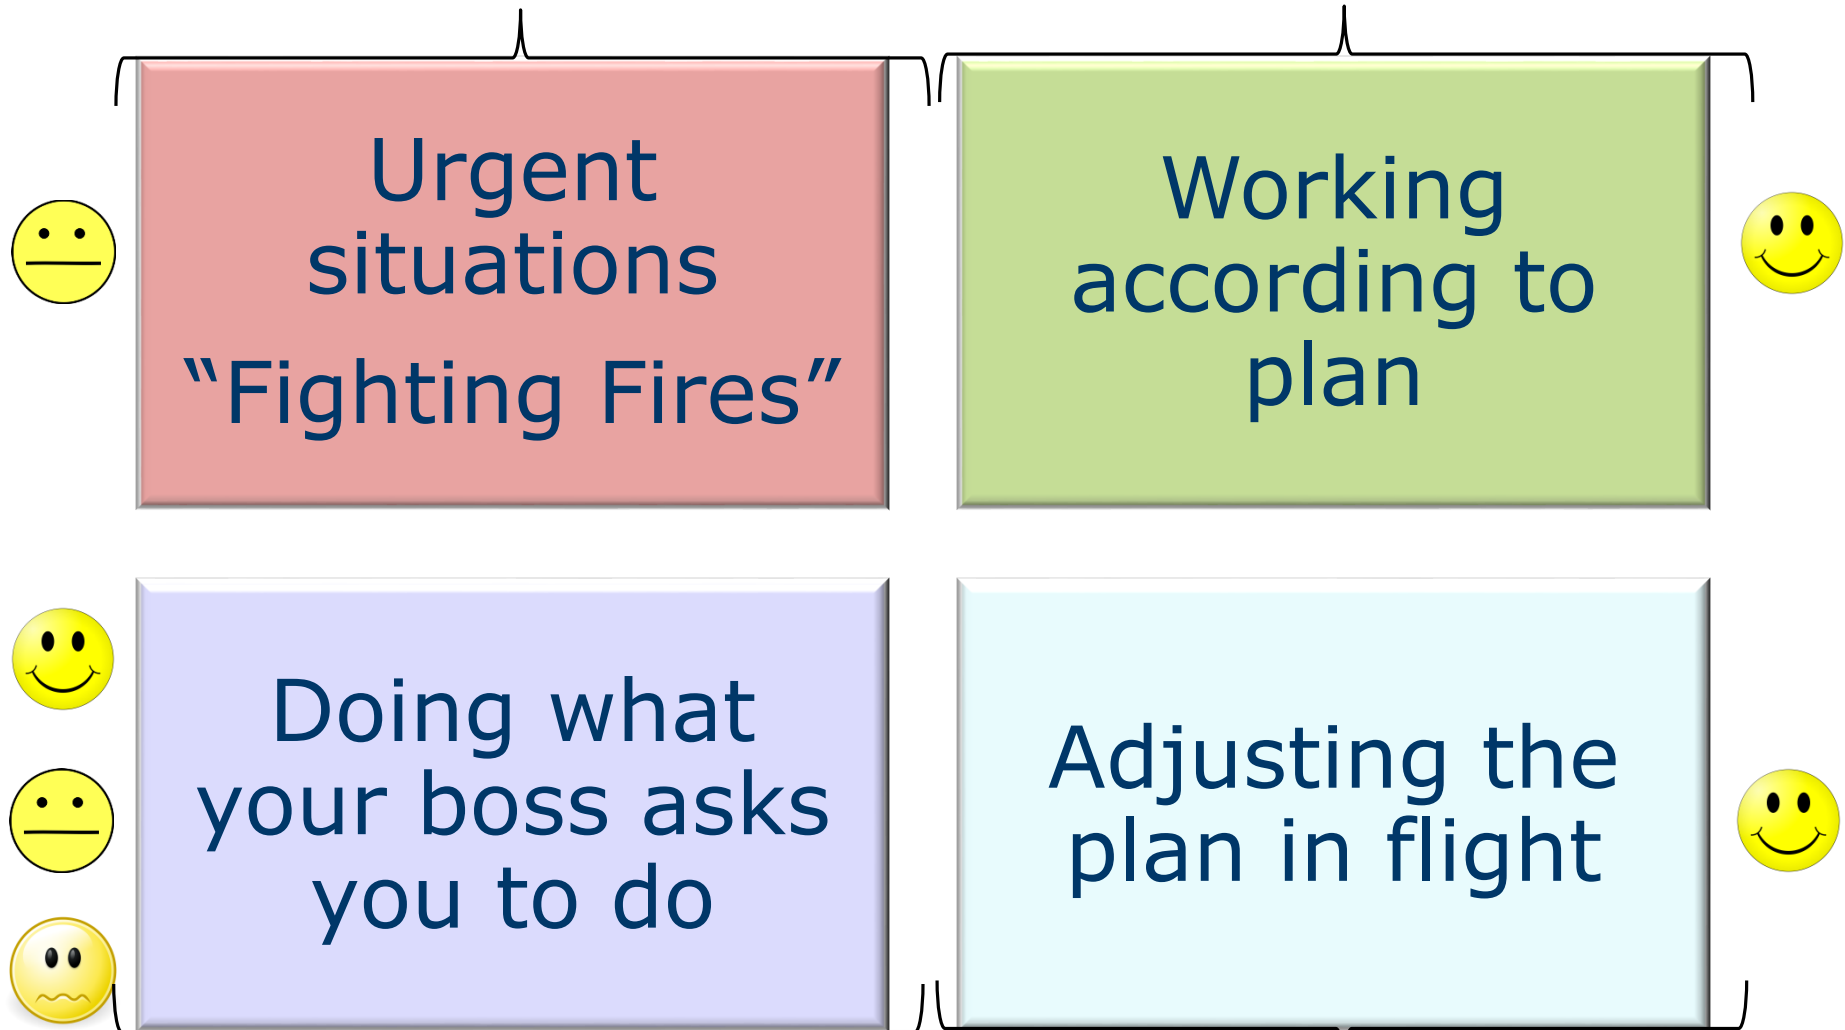 Urgent
situations
“Fighting Fires”
Working
according to
plan
Doing what
your boss asks
you to do
Adjusting the
plan in flight